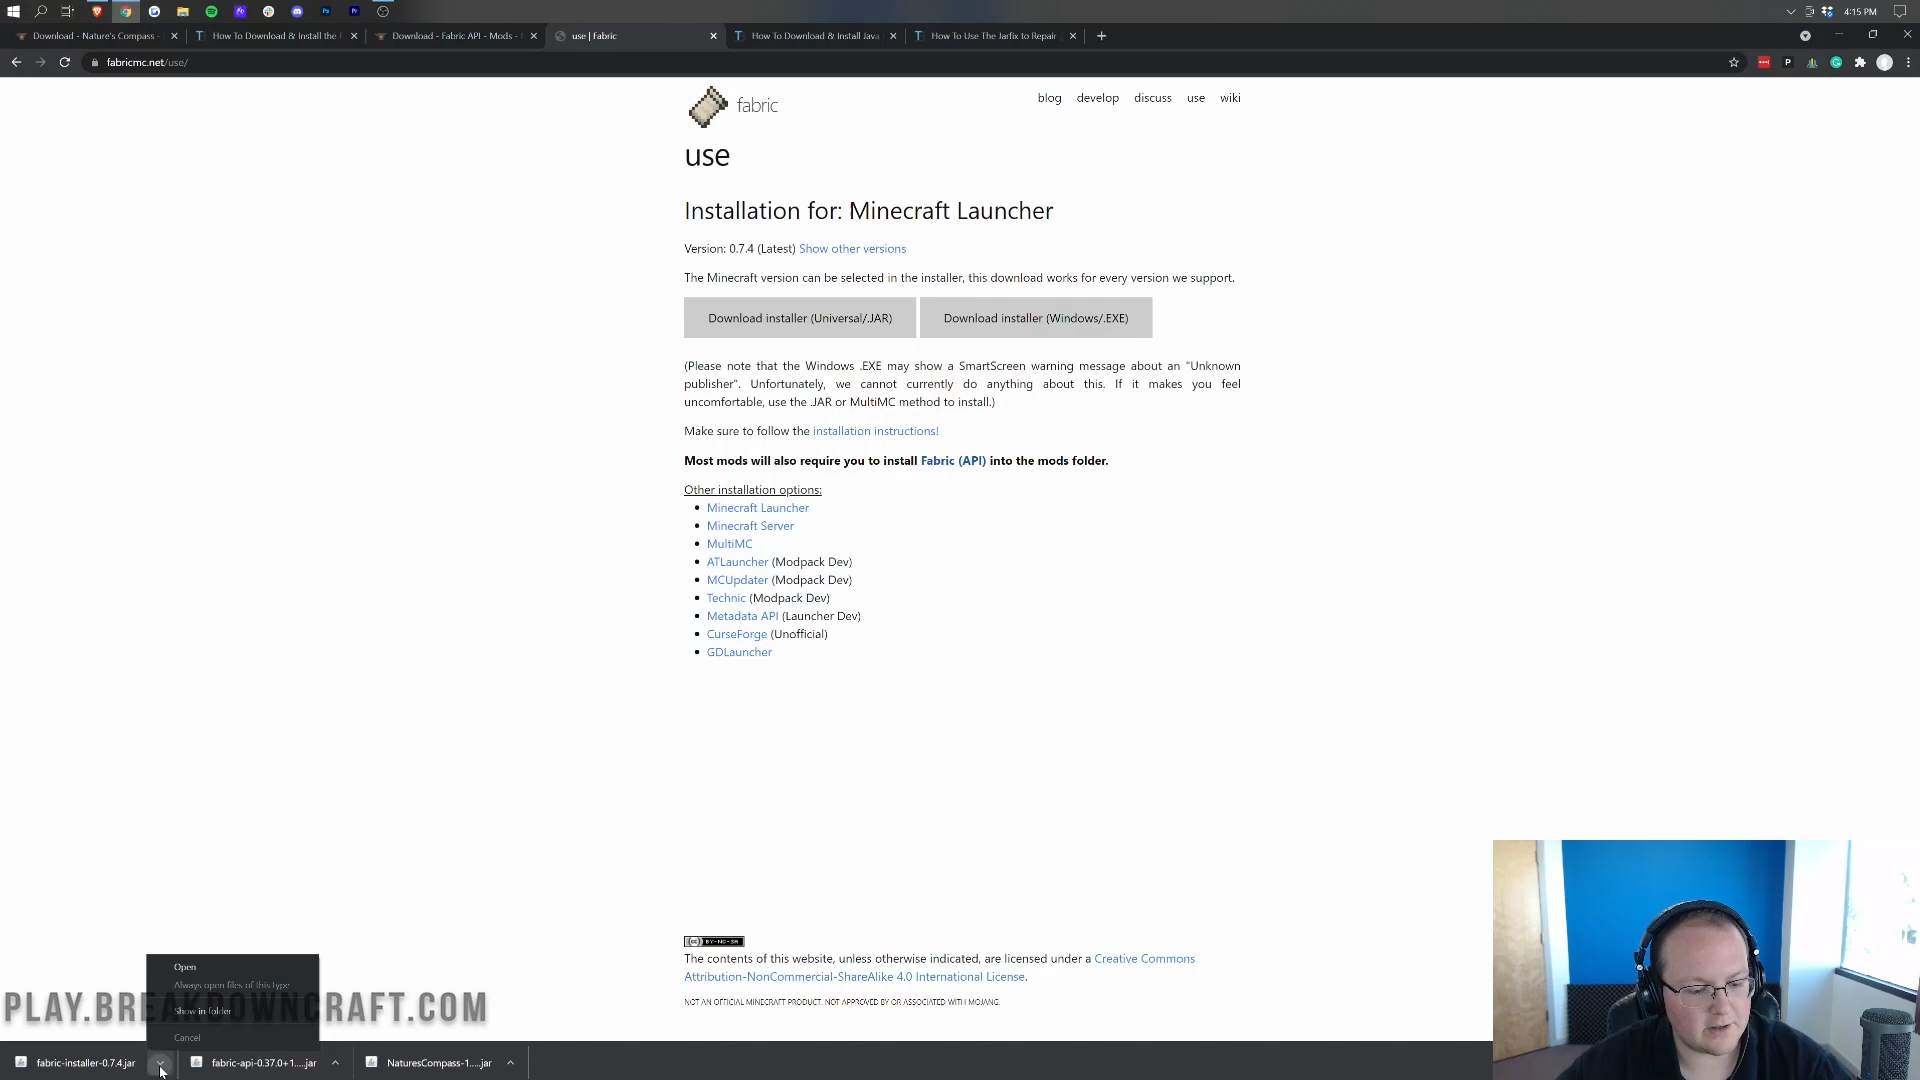 4:15 PM
Download - Nature's Compass -
How To Download & Install the
Download - Fabric API - Mods -
use | Fabric
How To Download & Install Java
How To Use The Jarfix to Repair
fabricmc.net/use/
fabric
blog develop discuss use wiki
use
Installation for: Minecraft Launcher
Version: 0.7.4 (Latest) Show other versions
The Minecraft version can be selected in the installer, this download works for every version we support.
Download installer (Universal/.JAR) Download installer (Windows/.EXE)
(Please note that the Windows .EXE may show a SmartScreen warning message about an "Unknown
publisher". Unfortunately, we cannot currently do anything about this. If it makes you feel
uncomfortable, use the .JAR or MultiMC method to install.)
Make sure to follow the installation instructions!
Most mods will also require you to install Fabric (API) into the mods folder.
Other installation options:
Minecraft Launcher
Minecraft Server
MultiMC
ATLauncher (Modpack Dev)
MCUpdater (Modpack Dev)
Technic (Modpack Dev)
Metadata API (Launcher Dev)
CurseForge (Unofficial)
GDLauncher
BY-NC-SA
The contents of this website, unless otherwise indicated, are licensed under a Creative Commons
Attribution-NonCommercial-ShareAlike 4.0 International License.
NOT AN OFFICIAL MINECRAFT PRODUCT. NOT APPROVED BY OR ASSOCIATED WITH MOJANG.
Open
Always open files of this type
Show in folder
Cancel
PLAY.BREAKDOWNCRAFT.COM
fabric-installer-0.7.4.jar
fabric-api-0.37.0+1....jar
NaturesCompass-1....jar